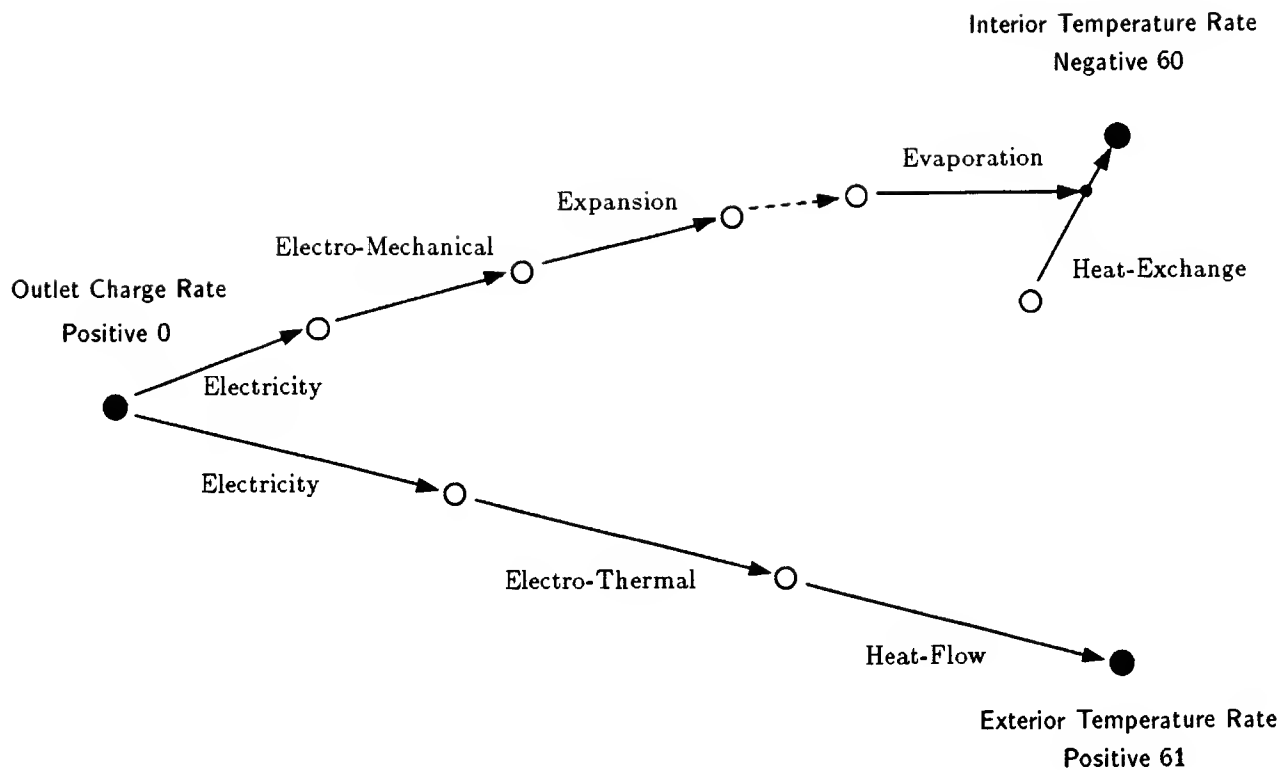 Interior Temperature Rate
Negative 60
Evaporation
Expansion
Electro-Mechanical
Heat-Exchange
Outlet Charge Rate
Positive 0
Electricity
Electricity
Electro-Thermal
Heat-Flow
Exterior Temperature Rate
Positive 61